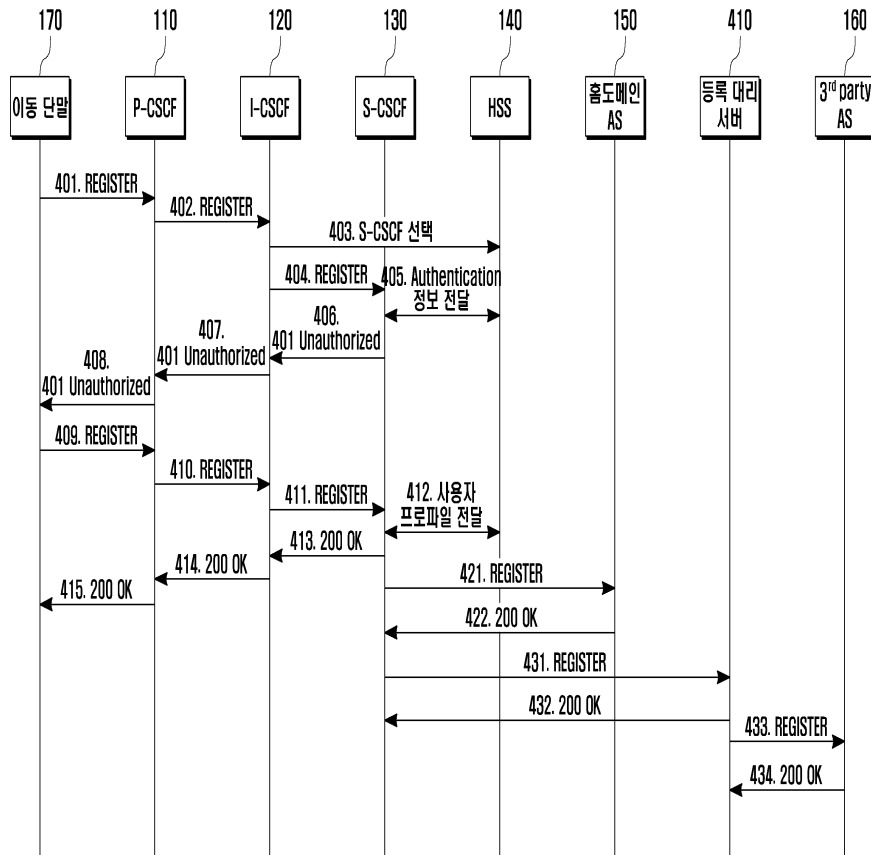 170 110 120 130 140 150 410 160
이동 단말
P-CSCF
I-CSCF
S-CSCF
HSS
홈도메인
AS
등록 대리
서버
3rd party
AS
401. REGISTER
402. REGISTER
403. S-CSCF 선택
404. REGISTER
405. Authentication
정보 전달
406.
401 Unauthorized
407.
401 Unauthorized
408.
401 Unauthorized
409. REGISTER
410. REGISTER
411. REGISTER
412. 사용자
프로파일 전달
413. 200 OK
414. 200 OK
415. 200 OK
421. REGISTER
422. 200 OK
431. REGISTER
432. 200 OK
433. REGISTER
434. 200 OK